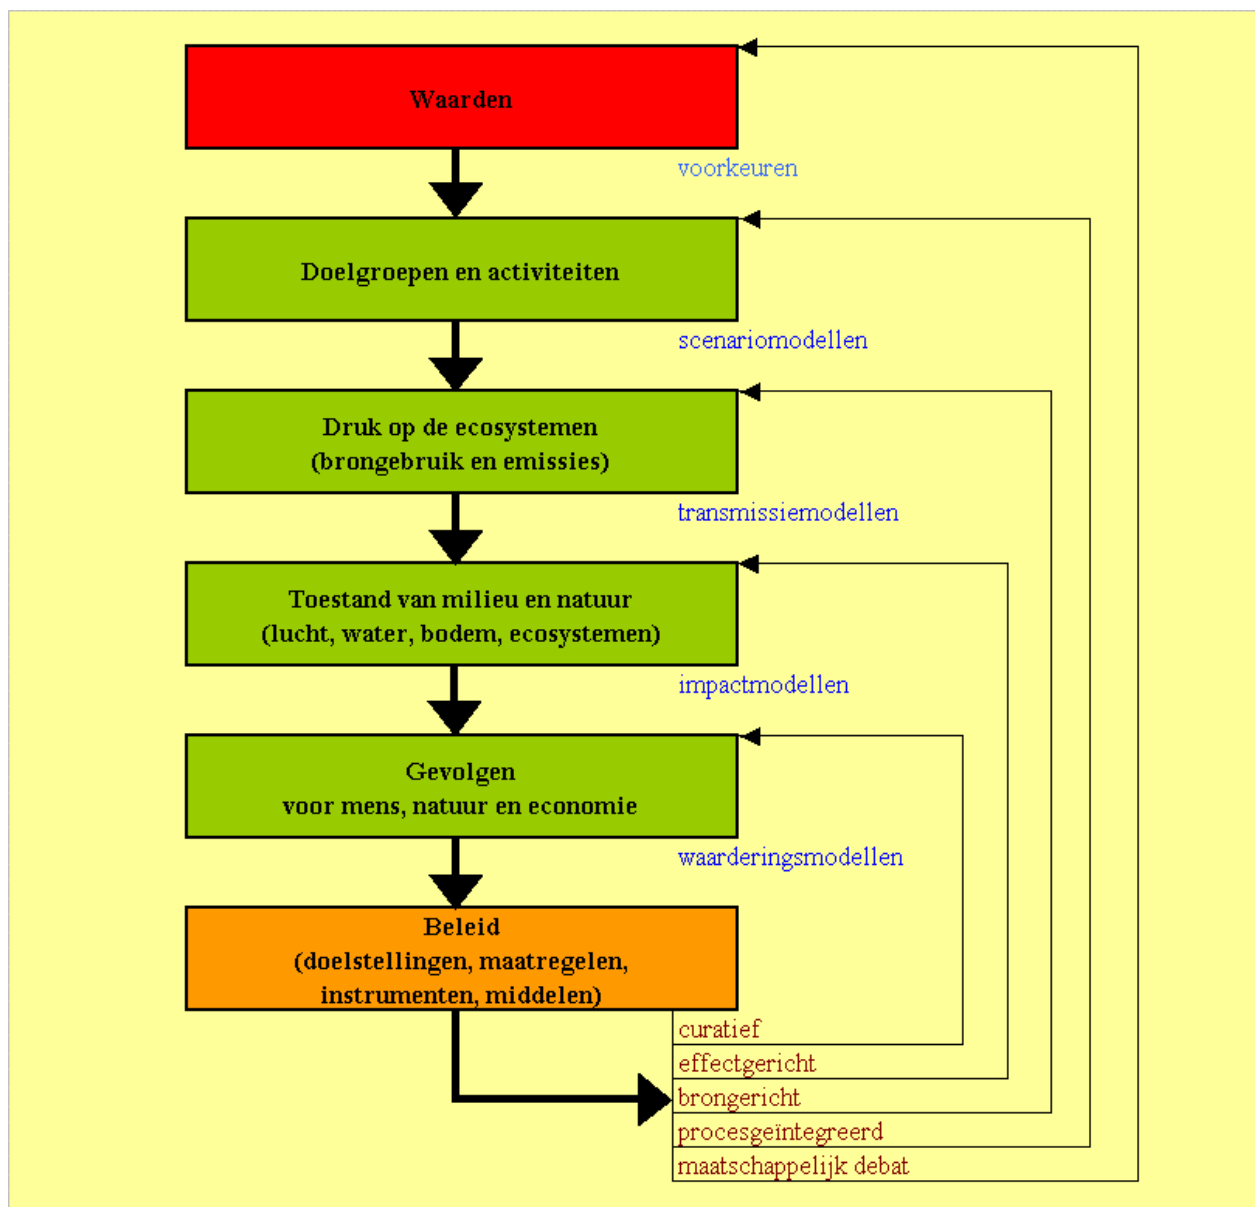 Waarden
voorkeuren
Doelgroepen en activiteiten
scenariomodellen
Druk op de ecosystemen
(brongebruik en emissies)
transmissiemodellen
Toestand van milieu en natuur
(lucht, water, bodem, ecosystemen)
impactmodellen
Gevolgen
voor mens, natuur en economie
waarderingsmodellen
Beleid
(doelstellingen, maatregelen,
instrumenten, middelen)
curatief
effectgericht
brongericht
procesgeïntegreerd
maatschappelijk debat